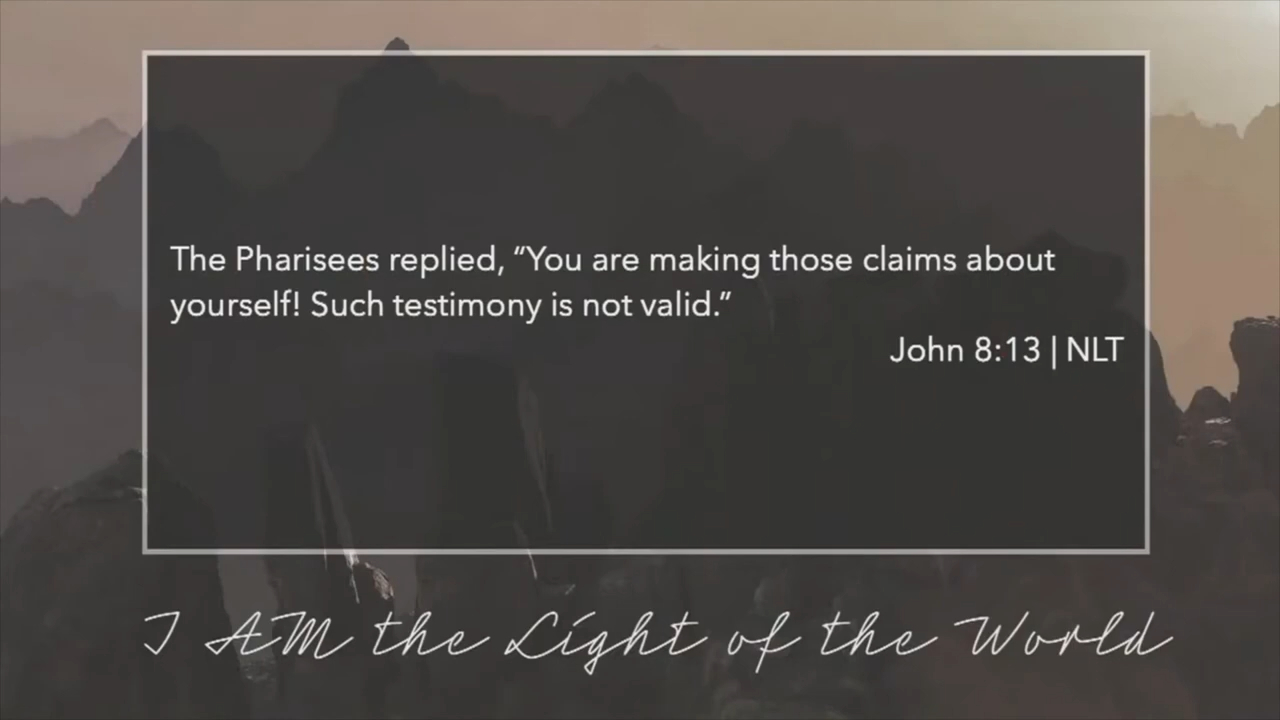 The Pharisees replied, “You are making those claims about
yourself! Such testimony is not valid.”
John 8:13 | NLT
I AM the Light of the World